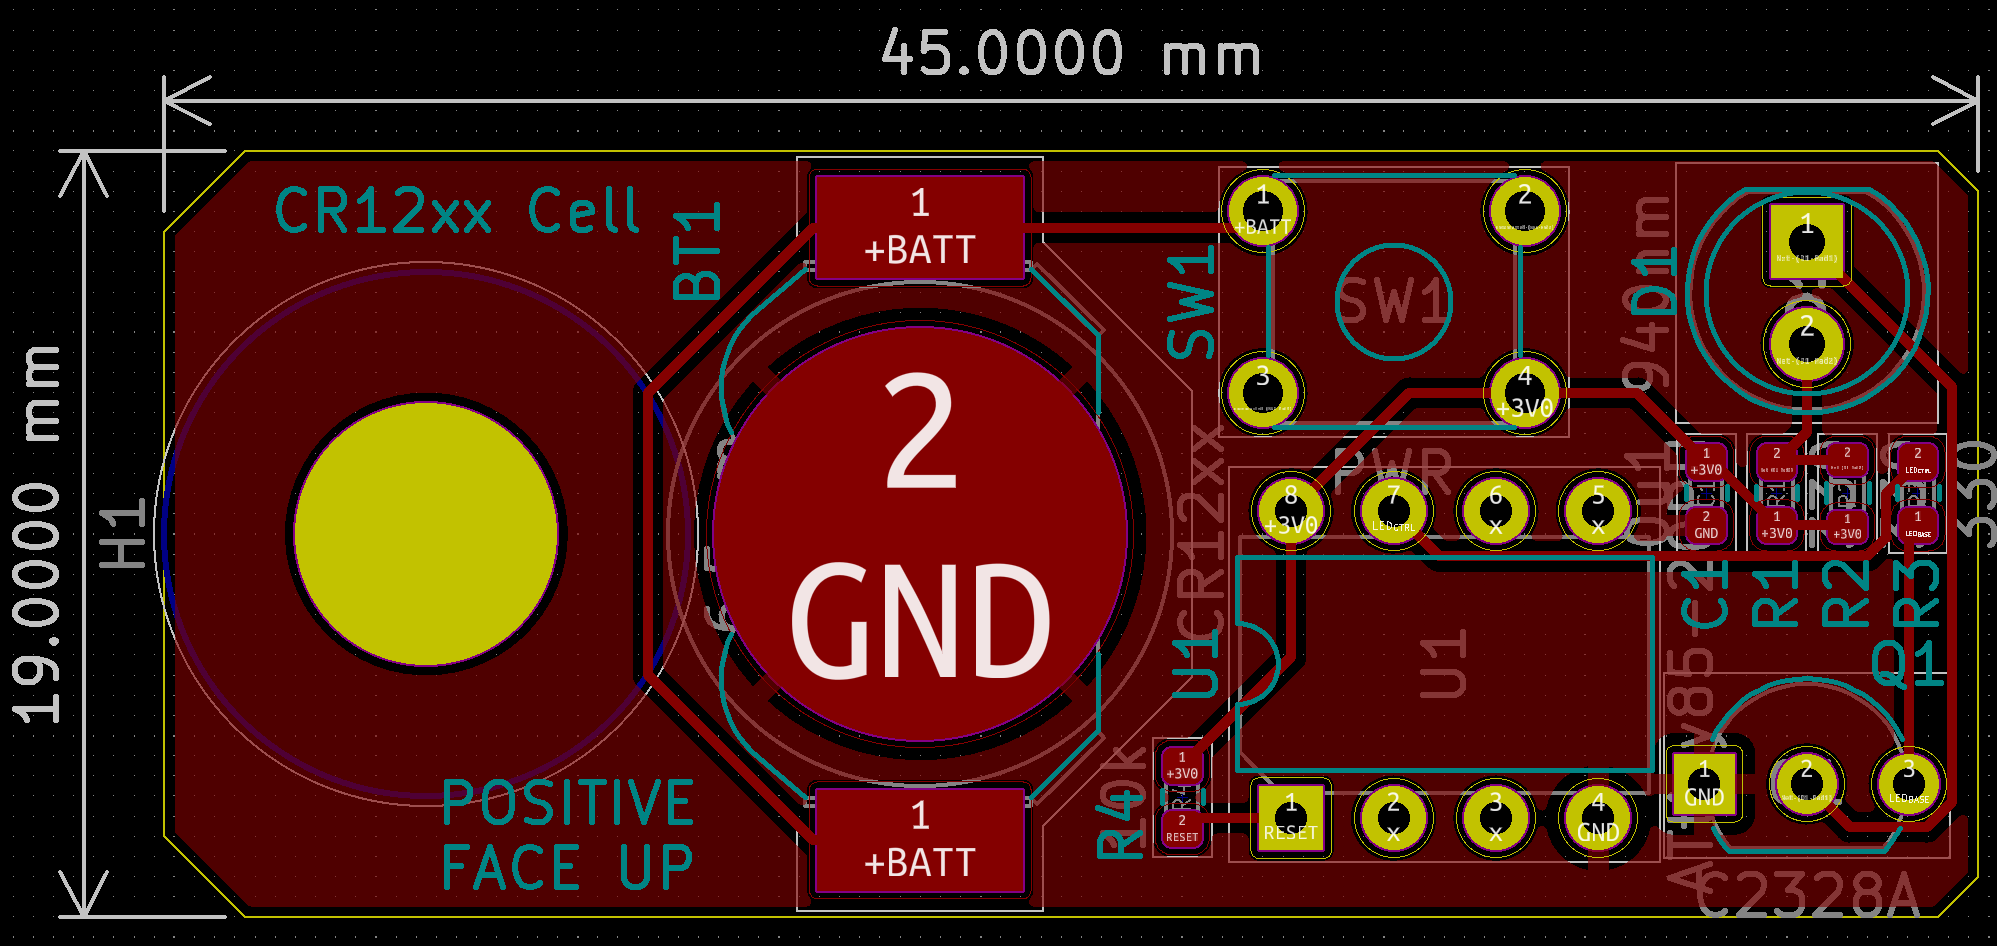 45.0000 mm
19.0000 mm
CR12xx Cell
BT1
1
+BATT
2
GND
1
+BATT
H1
POSITIVE
FACE UP
CR12xx
SW1
SW1
1
+BATT
2
3
4
+3V0
PWR
D1
1
2
94Ohm
8
+3V0
7
LEDCTRL
6
x
5
x
U1
U1
1
RESET
2
x
3
x
4
GND
10k
R4
1
+3V0
2
RESET
1
+3V0
2
GND
2
1
+3V0
2
1
+3V0
2
LEDCTRL
1
LEDBASE
330
C1
R1
R2
R3
Q1
1
GND
2
3
LEDBASE
C2328A